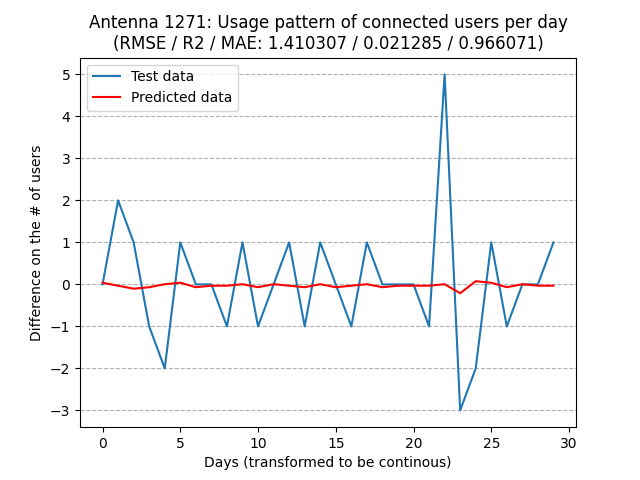 Antenna 1271: Usage pattern of connected users per day
(RMSE / R2 / MAE: 1.410307 / 0.021285 / 0.966071)
Test data
Predicted data
Difference on the # of users
5
4
3
2
1
0
−1
−2
−3
0 5 10 15 20 25 30
Days (transformed to be continous)